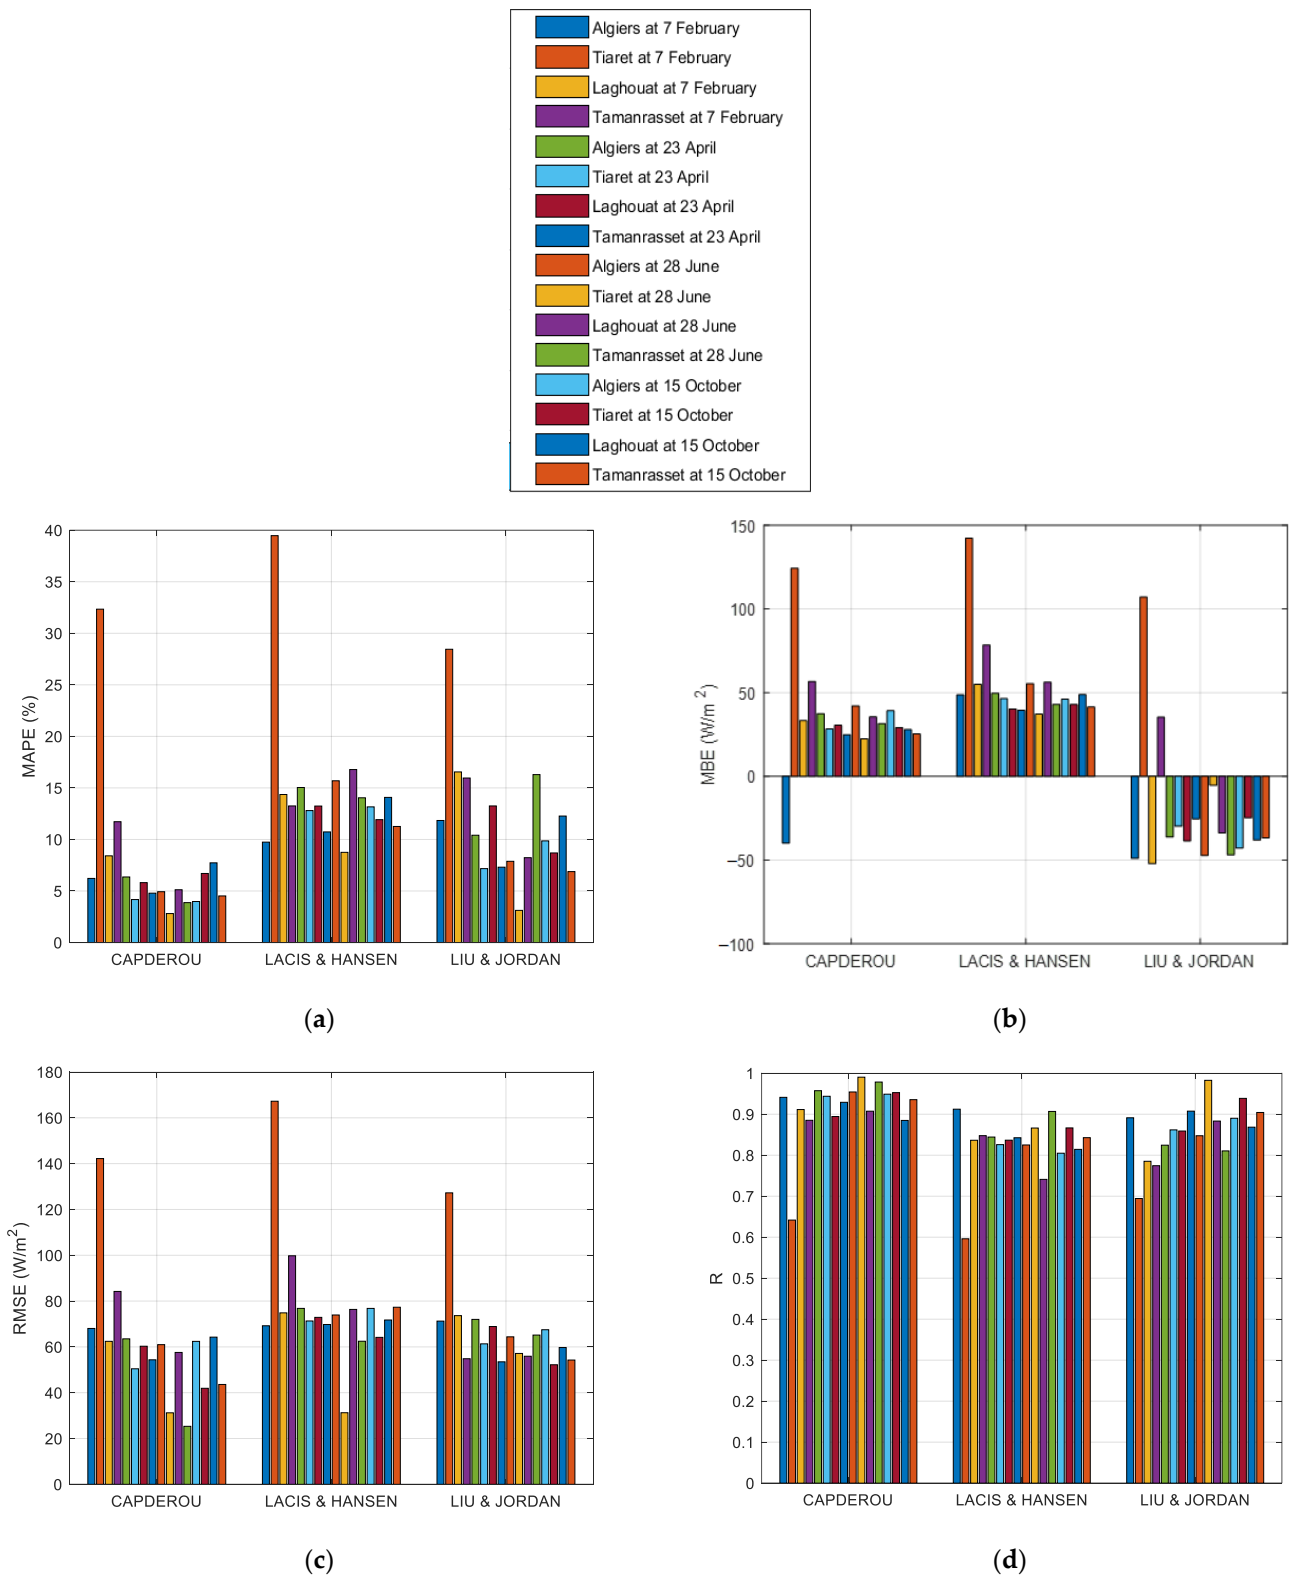 Algiers at 7 February
Tiaret at 7 February
Laghouat at 7 February
Tamanrasset at 7 February
Algiers at 23 April
Tiaret at 23 April
Laghouat at 23 April
Tamanrasset at 23 April
Algiers at 28 June
Tiaret at 28 June
Laghouat at 28 June
Tamanrasset at 28 June
Algiers at 15 October
Tiaret at 15 October
Laghouat at 15 October
Tamanrasset at 15 October
40
35
30
25
20
15
10
5
0
MAPE (%)
CAPDEROU LACIS & HANSEN LIU & JORDAN
(a)
150
100
50
0
−50
−100
MBE (W/m²)
CAPDEROU LACIS & HANSEN LIU & JORDAN
(b)
180
160
140
120
100
80
60
40
20
0
RMSE (W/m²)
CAPDEROU LACIS & HANSEN LIU & JORDAN
(c)
1
0.9
0.8
0.7
0.6
0.5
0.4
0.3
0.2
0.1
0
R
CAPDEROU LACIS & HANSEN LIU & JORDAN
(d)